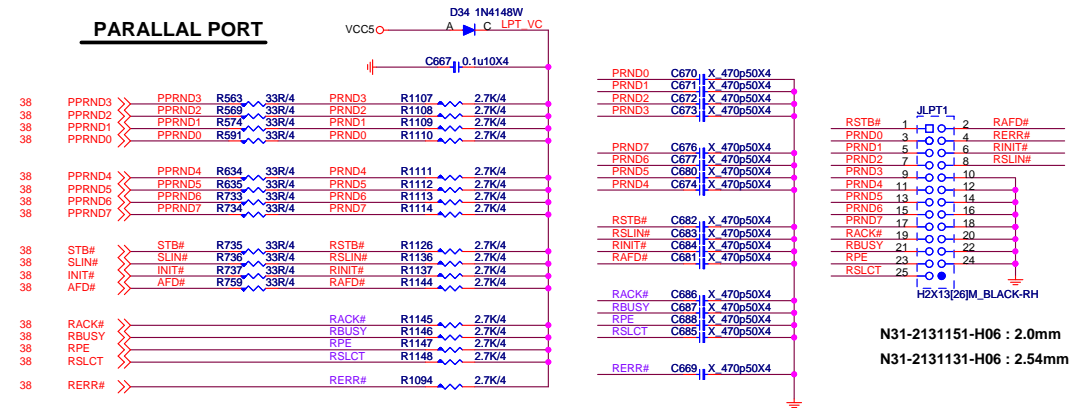 PARALLAL PORT
D34 1N4148W
VCC5 A C LPT_VC
C667 0.1u10X4
38 PPRND3 PPRND3 R563 33R/4 PRND3 R1107 2.7K/4
38 PPRND2 PPRND2 R569 33R/4 PRND2 R1108 2.7K/4
38 PPRND1 PPRND1 R574 33R/4 PRND1 R1109 2.7K/4
38 PPRND0 PPRND0 R591 33R/4 PRND0 R1110 2.7K/4
38 PPRND4 PPRND4 R634 33R/4 PRND4 R1111 2.7K/4
38 PPRND5 PPRND5 R635 33R/4 PRND5 R1112 2.7K/4
38 PPRND6 PPRND6 R733 33R/4 PRND6 R1113 2.7K/4
38 PPRND7 PPRND7 R734 33R/4 PRND7 R1114 2.7K/4
38 STB# STB# R735 33R/4 RSTB# R1126 2.7K/4
38 SLIN# SLIN# R736 33R/4 RSLIN# R1136 2.7K/4
38 INIT# INIT# R737 33R/4 RINIT# R1137 2.7K/4
38 AFD# AFD# R759 33R/4 RAFD# R1144 2.7K/4
38 RACK# RACK# R1145 2.7K/4
38 RBUSY RBUSY R1146 2.7K/4
38 RPE RPE R1147 2.7K/4
38 RSLCT RSLCT R1148 2.7K/4
38 RERR# RERR# R1094 2.7K/4
PRND0 C670 X_470p50X4
PRND1 C671 X_470p50X4
PRND2 C672 X_470p50X4
PRND3 C673 X_470p50X4
PRND7 C676 X_470p50X4
PRND6 C677 X_470p50X4
PRND5 C680 X_470p50X4
PRND4 C674 X_470p50X4
RSTB# C682 X_470p50X4
RSLIN# C683 X_470p50X4
RINIT# C684 X_470p50X4
RAFD# C681 X_470p50X4
RACK# C686 X_470p50X4
RBUSY C687 X_470p50X4
RPE C688 X_470p50X4
RSLCT C685 X_470p50X4
RERR# C669 X_470p50X4
JLPT1
RSTB# 1 2 RAFD#
PRND0 3 4 RERR#
PRND1 5 6 RINIT#
PRND2 7 8 RSLIN#
PRND3 9 10
PRND4 11 12
PRND5 13 14
PRND6 15 16
PRND7 17 18
RACK# 19 20
RBUSY 21 22
RPE 23 24
RSLCT 25
H2X13[26]M_BLACK-RH
N31-2131151-H06 : 2.0mm
N31-2131131-H06 : 2.54mm